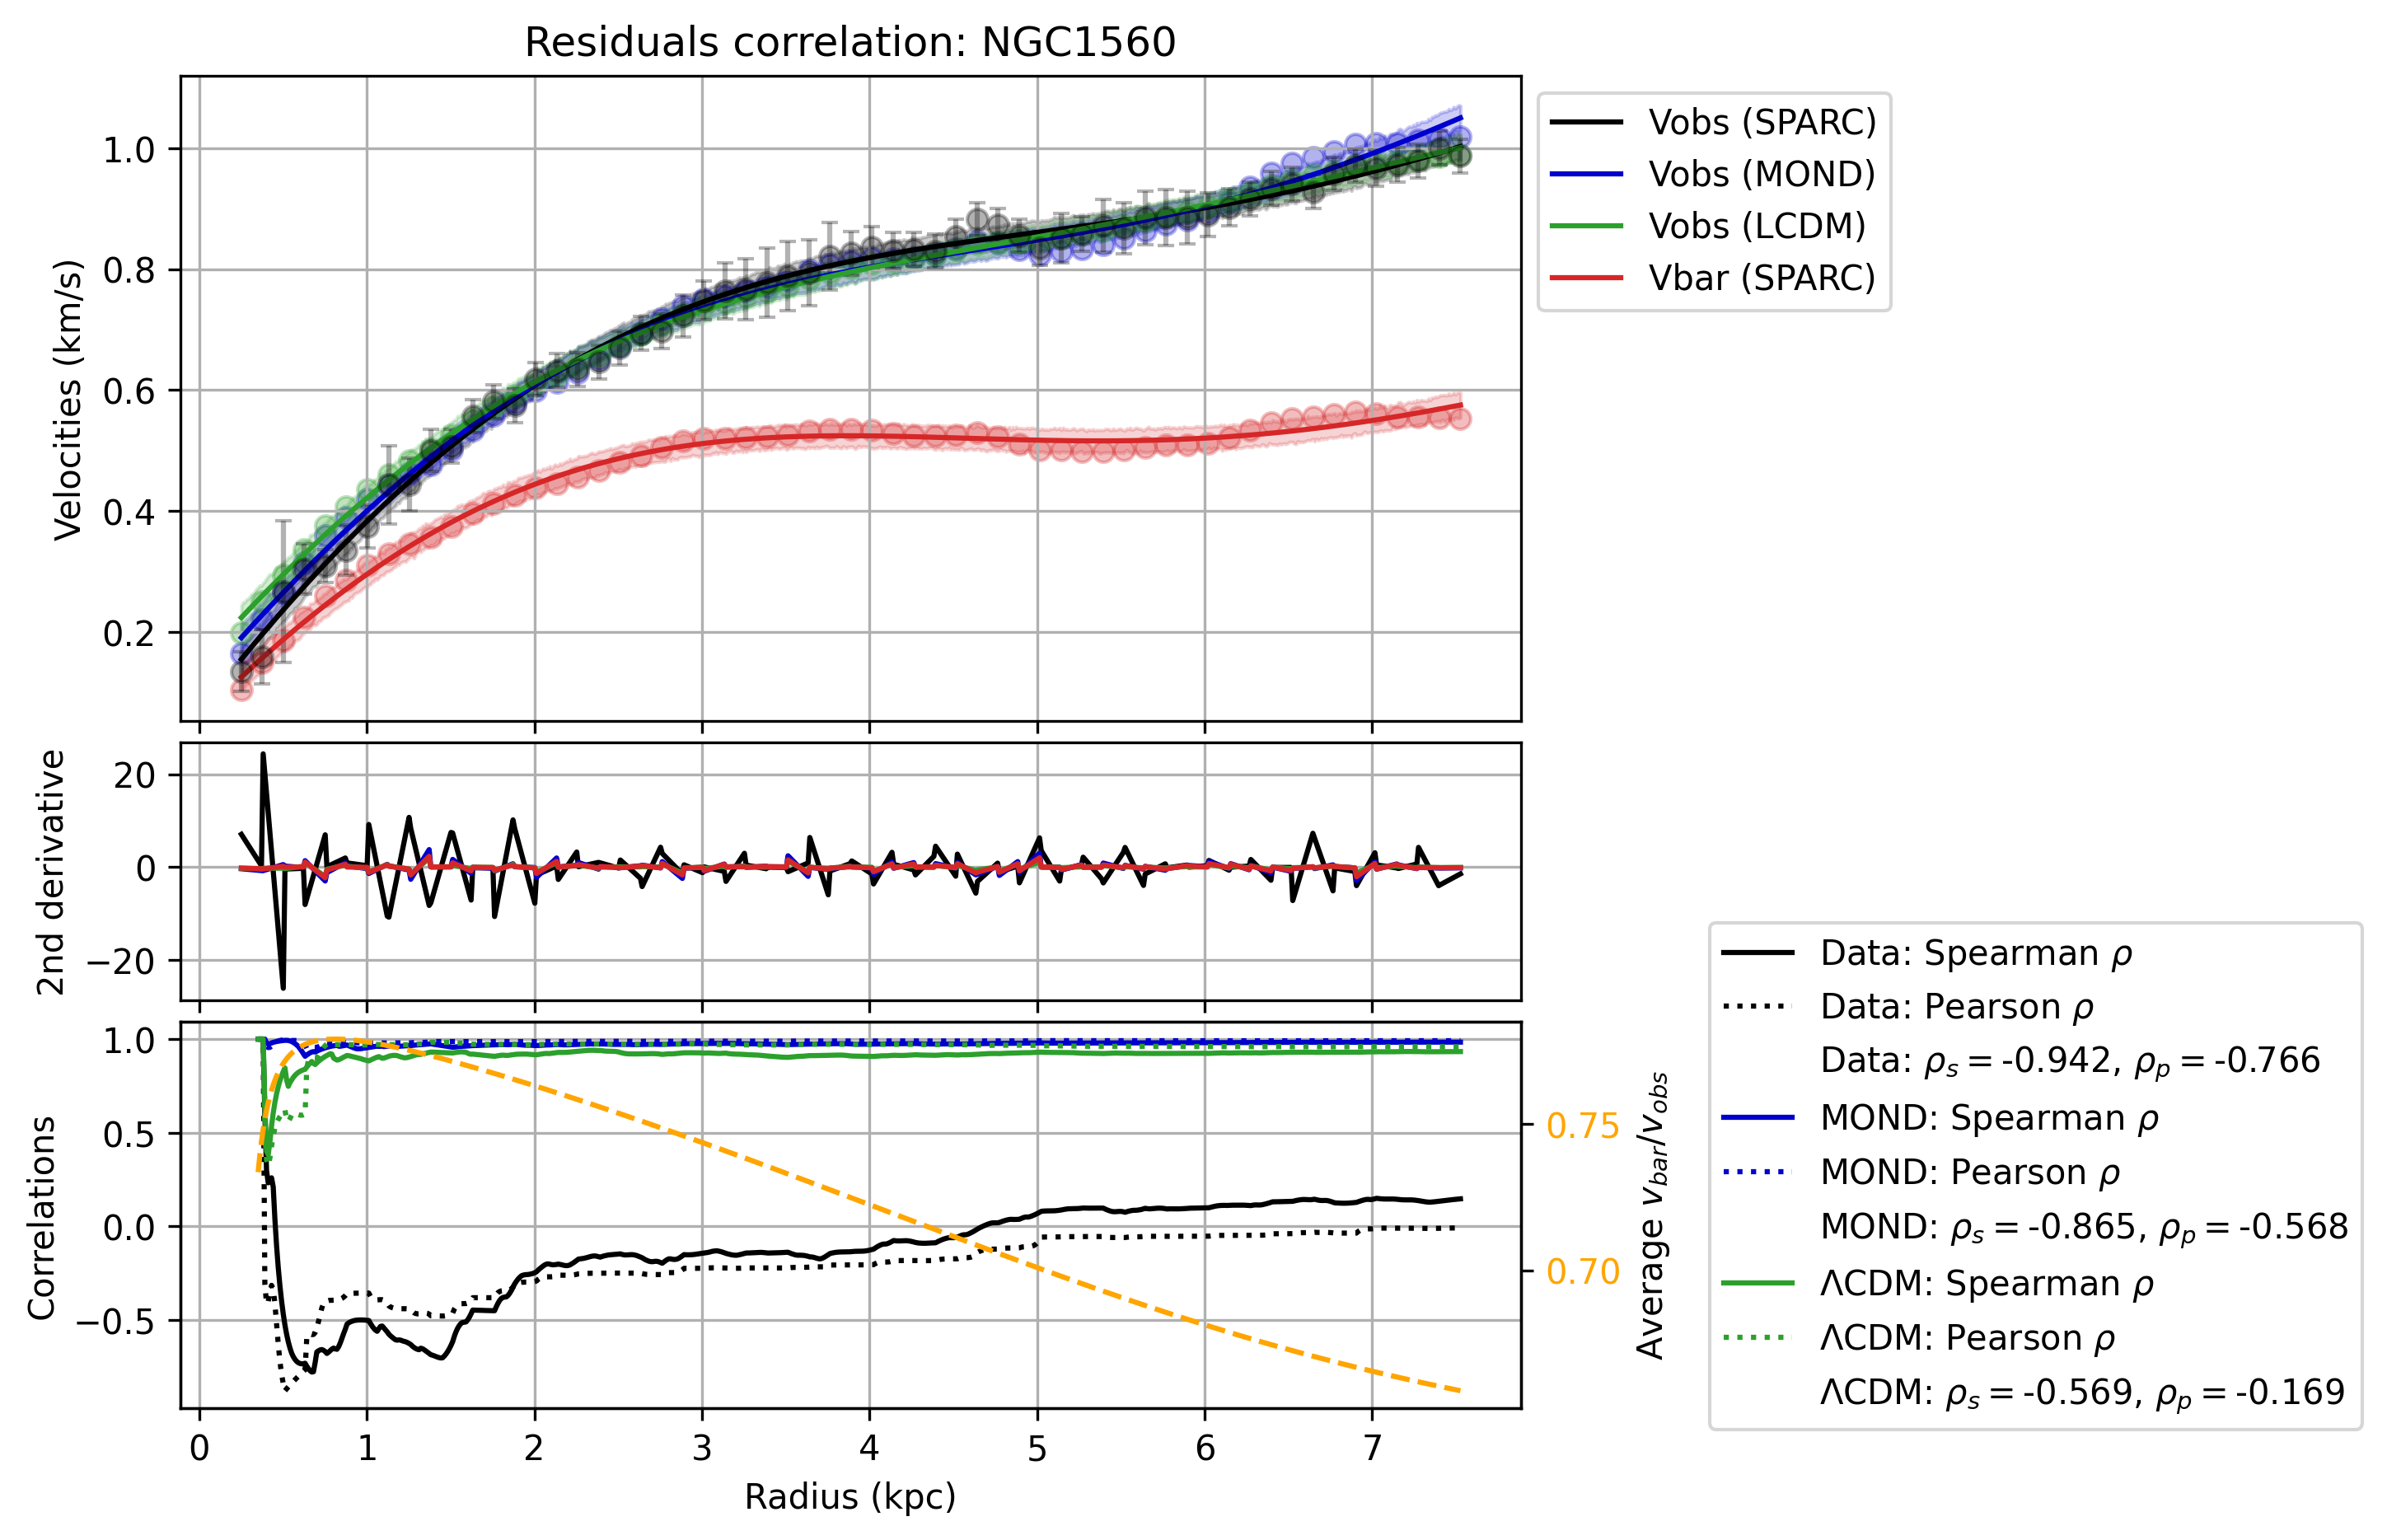 Residuals correlation: NGC1560
Velocities (km/s)
1.0
0.8
0.6
0.4
0.2
Vobs (SPARC)
Vobs (MOND)
Vobs (LCDM)
Vbar (SPARC)
2nd derivative
20
0
−20
Correlations
1.0
0.5
0.0
−0.5
0.75
0.70
Average v_bar/v_obs
0 1 2 3 4 5 6 7
Radius (kpc)
Data: Spearman ρ
Data: Pearson ρ
Data: ρ_s = -0.942, ρ_p = -0.766
MOND: Spearman ρ
MOND: Pearson ρ
MOND: ρ_s = -0.865, ρ_p = -0.568
ΛCDM: Spearman ρ
ΛCDM: Pearson ρ
ΛCDM: ρ_s = -0.569, ρ_p = -0.169